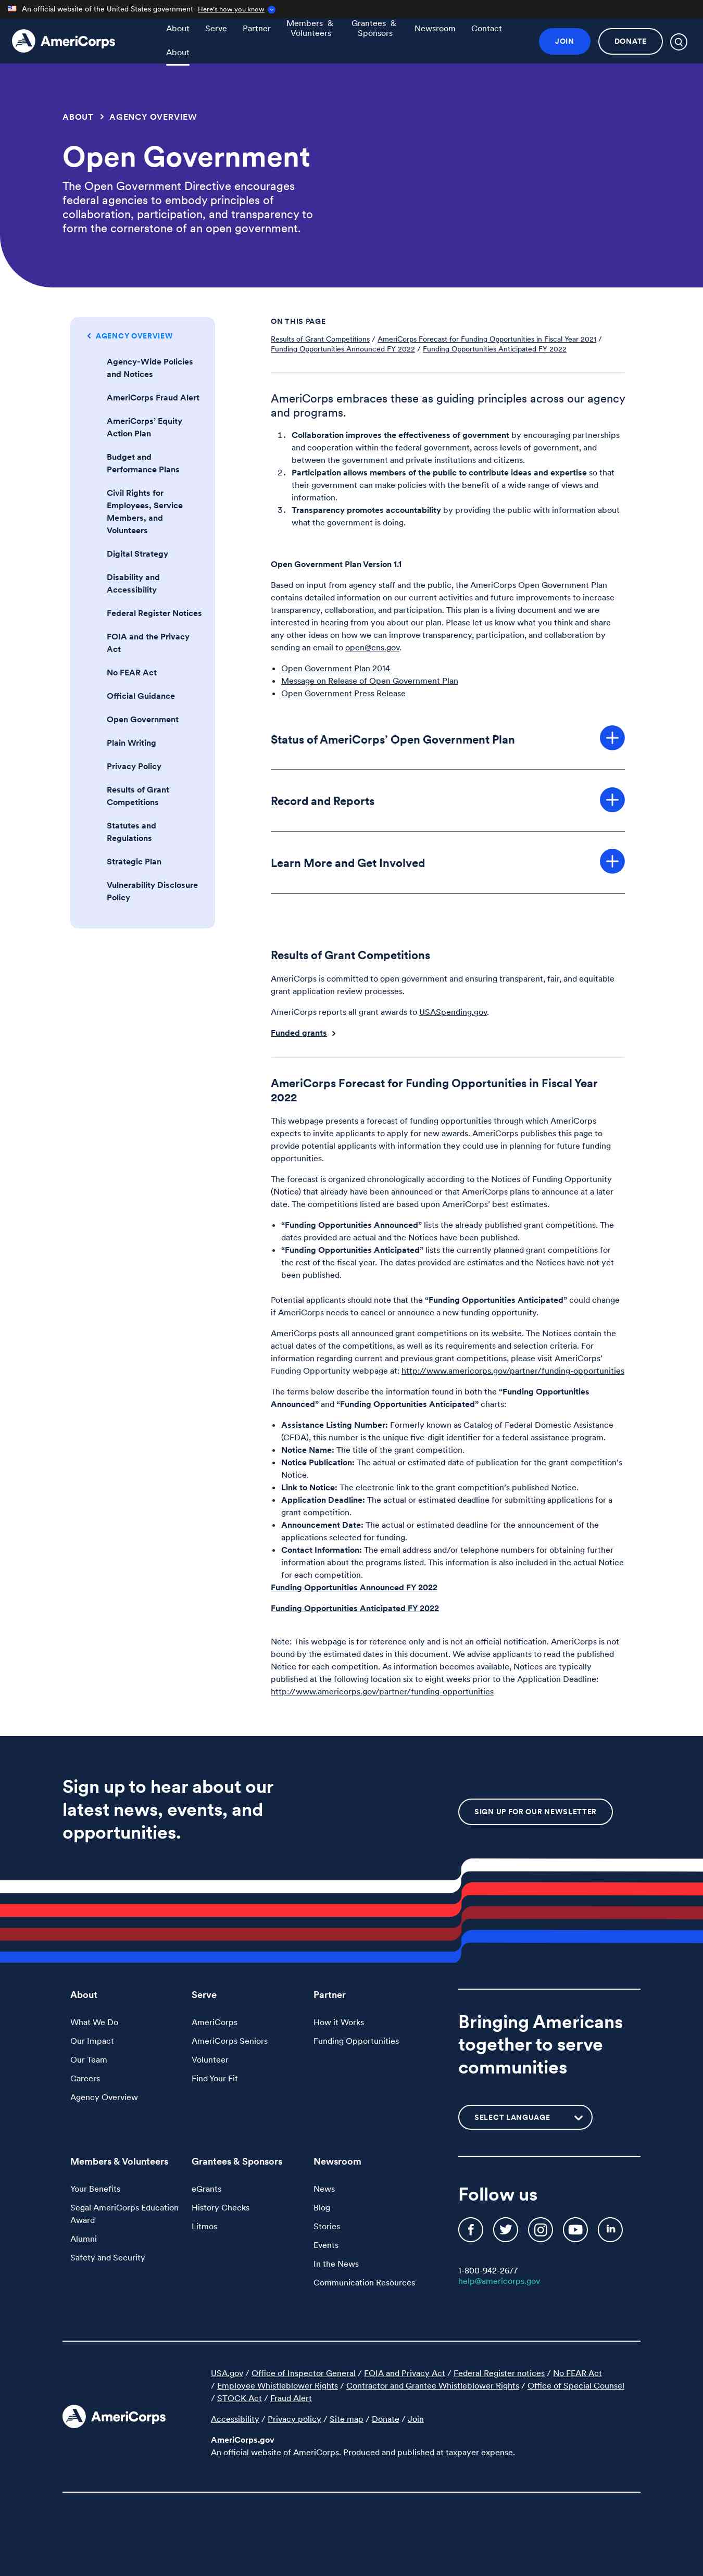 An official website of the United States government Here's how you know
AmeriCorps
About Serve Partner Members & Volunteers Grantees & Sponsors Newsroom Contact
About
JOIN
DONATE
ABOUT > AGENCY OVERVIEW
Open Government
The Open Government Directive encourages
federal agencies to embody principles of
collaboration, participation, and transparency to
form the cornerstone of an open government.
AGENCY OVERVIEW
Agency-Wide Policies
and Notices
AmeriCorps Fraud Alert
AmeriCorps' Equity
Action Plan
Budget and
Performance Plans
Civil Rights for
Employees, Service
Members, and
Volunteers
Digital Strategy
Disability and
Accessibility
Federal Register Notices
FOIA and the Privacy
Act
No FEAR Act
Official Guidance
Open Government
Plain Writing
Privacy Policy
Results of Grant
Competitions
Statutes and
Regulations
Strategic Plan
Vulnerability Disclosure
Policy
ON THIS PAGE
Results of Grant Competitions / AmeriCorps Forecast for Funding Opportunities in Fiscal Year 2021 /
Funding Opportunities Announced FY 2022 / Funding Opportunities Anticipated FY 2022
AmeriCorps embraces these as guiding principles across our agency
and programs.
1. Collaboration improves the effectiveness of government by encouraging partnerships
and cooperation within the federal government, across levels of government, and
between the government and private institutions and citizens.
2. Participation allows members of the public to contribute ideas and expertise so that
their government can make policies with the benefit of a wide range of views and
information.
3. Transparency promotes accountability by providing the public with information about
what the government is doing.
Open Government Plan Version 1.1
Based on input from agency staff and the public, the AmeriCorps Open Government Plan
contains detailed information on our current activities and future improvements to increase
transparency, collaboration, and participation. This plan is a living document and we are
interested in hearing from you about our plan. Please let us know what you think and share
any other ideas on how we can improve transparency, participation, and collaboration by
sending an email to open@cns.gov.
• Open Government Plan 2014
• Message on Release of Open Government Plan
• Open Government Press Release
Status of AmeriCorps' Open Government Plan
Record and Reports
Learn More and Get Involved
Results of Grant Competitions
AmeriCorps is committed to open government and ensuring transparent, fair, and equitable
grant application review processes.
AmeriCorps reports all grant awards to USASpending.gov.
Funded grants >
AmeriCorps Forecast for Funding Opportunities in Fiscal Year
2022
This webpage presents a forecast of funding opportunities through which AmeriCorps
expects to invite applicants to apply for new awards. AmeriCorps publishes this page to
provide potential applicants with information they could use in planning for future funding
opportunities.
The forecast is organized chronologically according to the Notices of Funding Opportunity
(Notice) that already have been announced or that AmeriCorps plans to announce at a later
date. The competitions listed are based upon AmeriCorps' best estimates.
• “Funding Opportunities Announced” lists the already published grant competitions. The
dates provided are actual and the Notices have been published.
• “Funding Opportunities Anticipated” lists the currently planned grant competitions for
the rest of the fiscal year. The dates provided are estimates and the Notices have not yet
been published.
Potential applicants should note that the “Funding Opportunities Anticipated” could change
if AmeriCorps needs to cancel or announce a new funding opportunity.
AmeriCorps posts all announced grant competitions on its website. The Notices contain the
actual dates of the competitions, as well as its requirements and selection criteria. For
information regarding current and previous grant competitions, please visit AmeriCorps'
Funding Opportunity webpage at: http://www.americorps.gov/partner/funding-opportunities
The terms below describe the information found in both the “Funding Opportunities
Announced” and “Funding Opportunities Anticipated” charts:
• Assistance Listing Number: Formerly known as Catalog of Federal Domestic Assistance
(CFDA), this number is the unique five-digit identifier for a federal assistance program.
• Notice Name: The title of the grant competition.
• Notice Publication: The actual or estimated date of publication for the grant competition's
Notice.
• Link to Notice: The electronic link to the grant competition's published Notice.
• Application Deadline: The actual or estimated deadline for submitting applications for a
grant competition.
• Announcement Date: The actual or estimated deadline for the announcement of the
applications selected for funding.
• Contact Information: The email address and/or telephone numbers for obtaining further
information about the programs listed. This information is also included in the actual Notice
for each competition.
Funding Opportunities Announced FY 2022
Funding Opportunities Anticipated FY 2022
Note: This webpage is for reference only and is not an official notification. AmeriCorps is not
bound by the estimated dates in this document. We advise applicants to read the published
Notice for each competition. As information becomes available, Notices are typically
published at the following location six to eight weeks prior to the Application Deadline:
http://www.americorps.gov/partner/funding-opportunities
Sign up to hear about our
latest news, events, and
opportunities.
SIGN UP FOR OUR NEWSLETTER
About
What We Do
Our Impact
Our Team
Careers
Agency Overview
Serve
AmeriCorps
AmeriCorps Seniors
Volunteer
Find Your Fit
Partner
How it Works
Funding Opportunities
Members & Volunteers
Your Benefits
Segal AmeriCorps Education
Award
Alumni
Safety and Security
Grantees & Sponsors
eGrants
History Checks
Litmos
Newsroom
News
Blog
Stories
Events
In the News
Communication Resources
Bringing Americans
together to serve
communities
SELECT LANGUAGE
Follow us
1-800-942-2677
help@americorps.gov
AmeriCorps
USA.gov / Office of Inspector General / FOIA and Privacy Act / Federal Register notices / No FEAR Act
/ Employee Whistleblower Rights / Contractor and Grantee Whistleblower Rights / Office of Special Counsel
/ STOCK Act / Fraud Alert
Accessibility / Privacy policy / Site map / Donate / Join
AmeriCorps.gov
An official website of AmeriCorps. Produced and published at taxpayer expense.